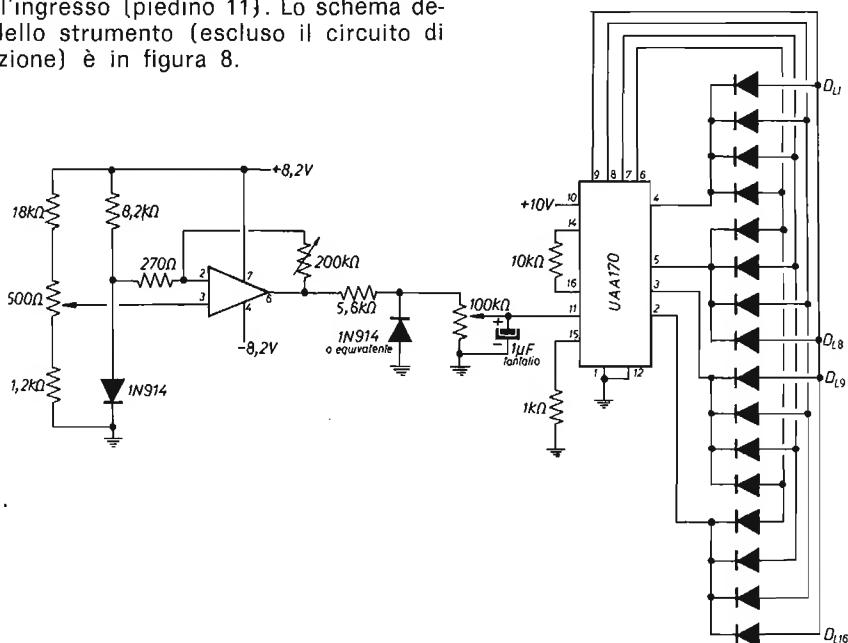 l'ingresso (piedino 11). Lo schema de-
ello strumento (escluso il circuito di
zione) è in figura 8.
+8,2V
18kΩ
8,2kΩ
270Ω
200kΩ
500Ω
2
7
3
6
4
-8,2V
5,6kΩ
1,2kΩ
1N914
1N914
o equivalente
100kΩ
+
-
1µF
tantalio
+10V
10kΩ
1kΩ
10
14
16
11
15
9
8
7
6
4
5
3
2
1
12
UAA170
DL1
DL8
DL9
DL16